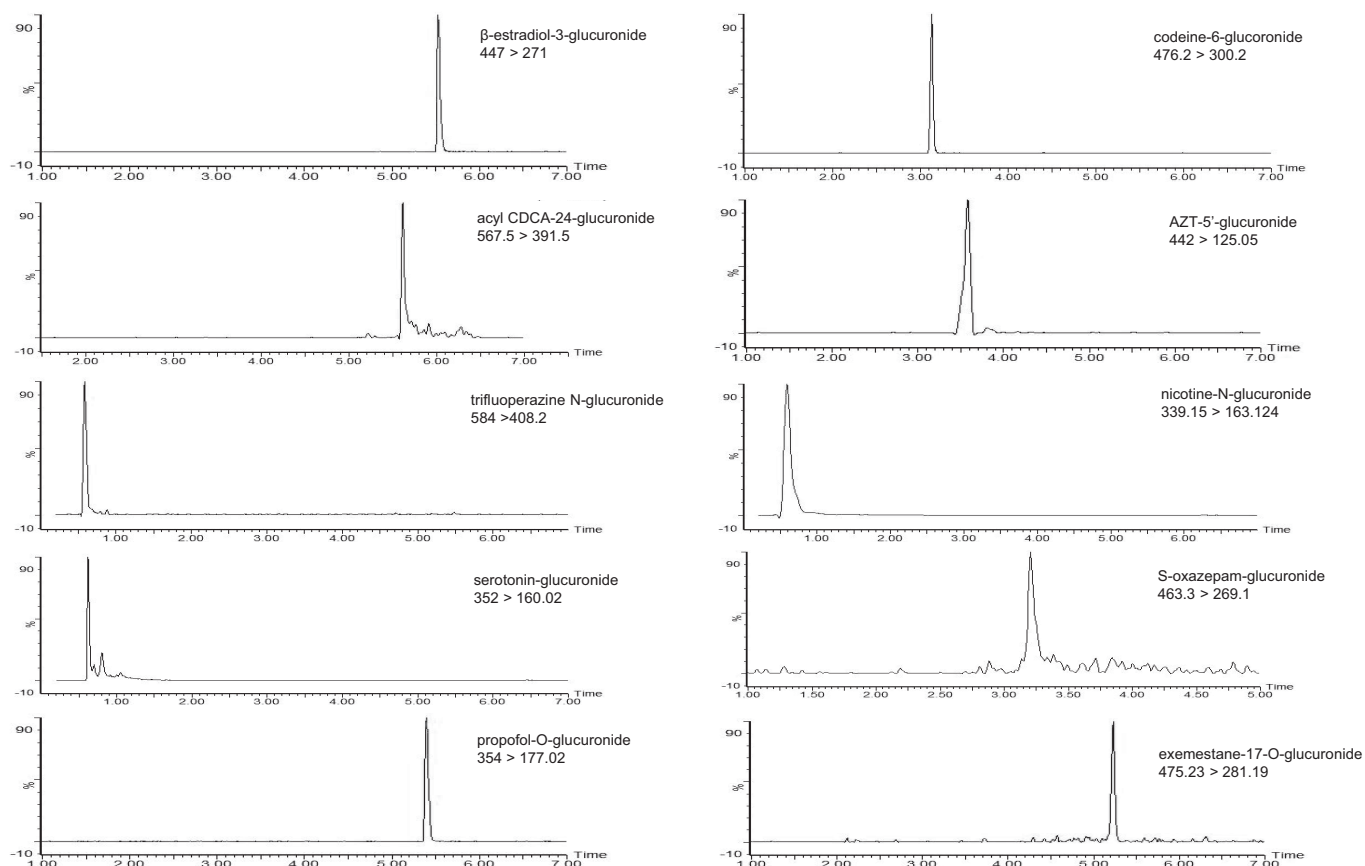 90
β-estradiol-3-glucuronide
447 > 271
%
-10
Time
1.00 2.00 3.00 4.00 5.00 6.00 7.00
90
codeine-6-glucoronide
476.2 > 300.2
%
-10
Time
1.00 2.00 3.00 4.00 5.00 6.00 7.00
90
acyl CDCA-24-glucuronide
567.5 > 391.5
%
-10
Time
2.00 3.00 4.00 5.00 6.00 7.00
90
AZT-5'-glucuronide
442 > 125.05
%
-10
Time
1.00 2.00 3.00 4.00 5.00 6.00 7.00
90
trifluoperazine N-glucuronide
584 >408.2
%
-10
Time
1.00 2.00 3.00 4.00 5.00 6.00
90
nicotine-N-glucuronide
339.15 > 163.124
%
-10
Time
1.00 2.00 3.00 4.00 5.00 6.00
90
serotonin-glucuronide
352 > 160.02
%
-10
Time
1.00 2.00 3.00 4.00 5.00 6.00 7.00
90
S-oxazepam-glucuronide
463.3 > 269.1
%
-10
Time
1.00 1.50 2.00 2.50 3.00 3.50 4.00 4.50 5.00
90
propofol-O-glucuronide
354 > 177.02
%
-10
Time
1.00 2.00 3.00 4.00 5.00 6.00 7.00
90
exemestane-17-O-glucuronide
475.23 > 281.19
%
-10
Time
1.00 2.00 3.00 4.00 5.00 6.00 7.00